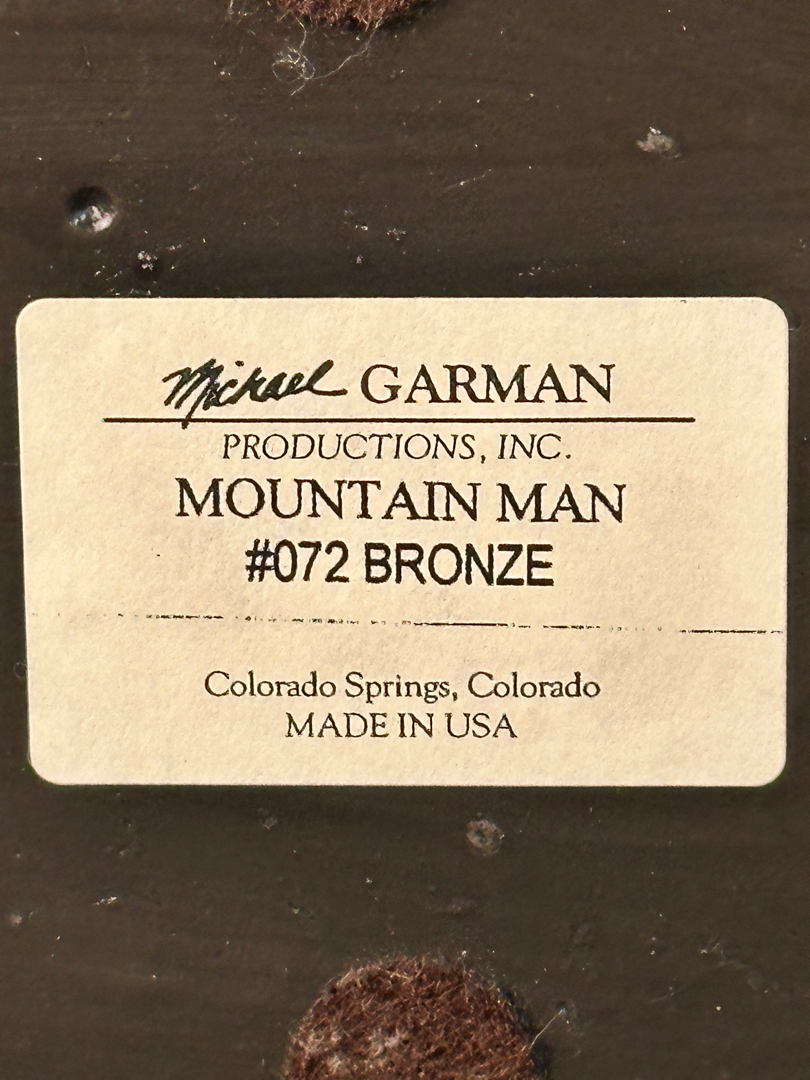 Michael GARMAN
PRODUCTIONS, INC.
MOUNTAIN MAN
#072 BRONZE
Colorado Springs, Colorado
MADE IN USA